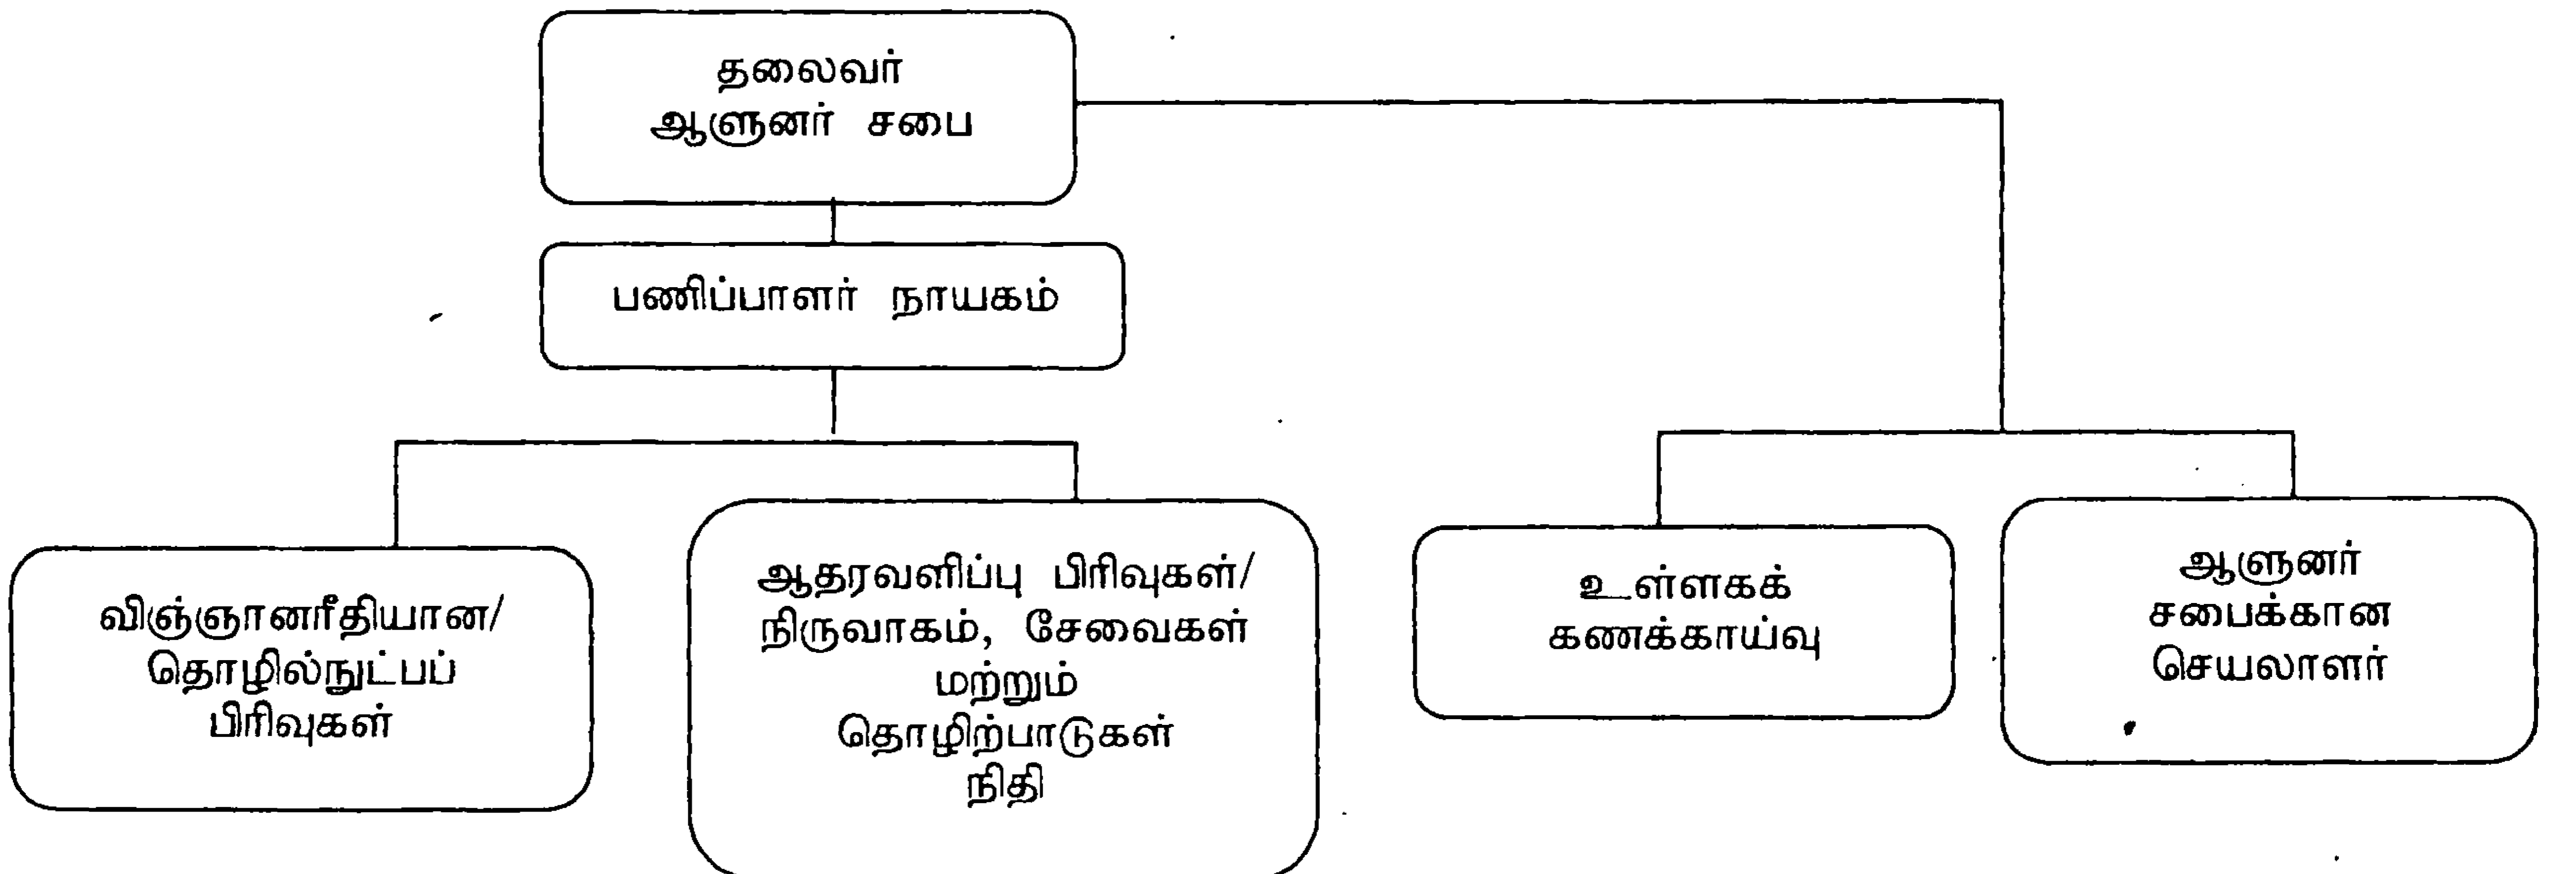 தலைவர்
ஆளுனர் சபை
பணிப்பாளர் நாயகம்
விஞ்ஞானரீதியான/
தொழில்நுட்பப்
பிரிவுகள்
ஆதரவளிப்பு பிரிவுகள்/
நிருவாகம், சேவைகள்
மற்றும்
தொழிற்பாடுகள்
நிதி
உள்ளகக்
கணக்காய்வு
ஆளுனர்
சபைக்கான
செயலாளர்